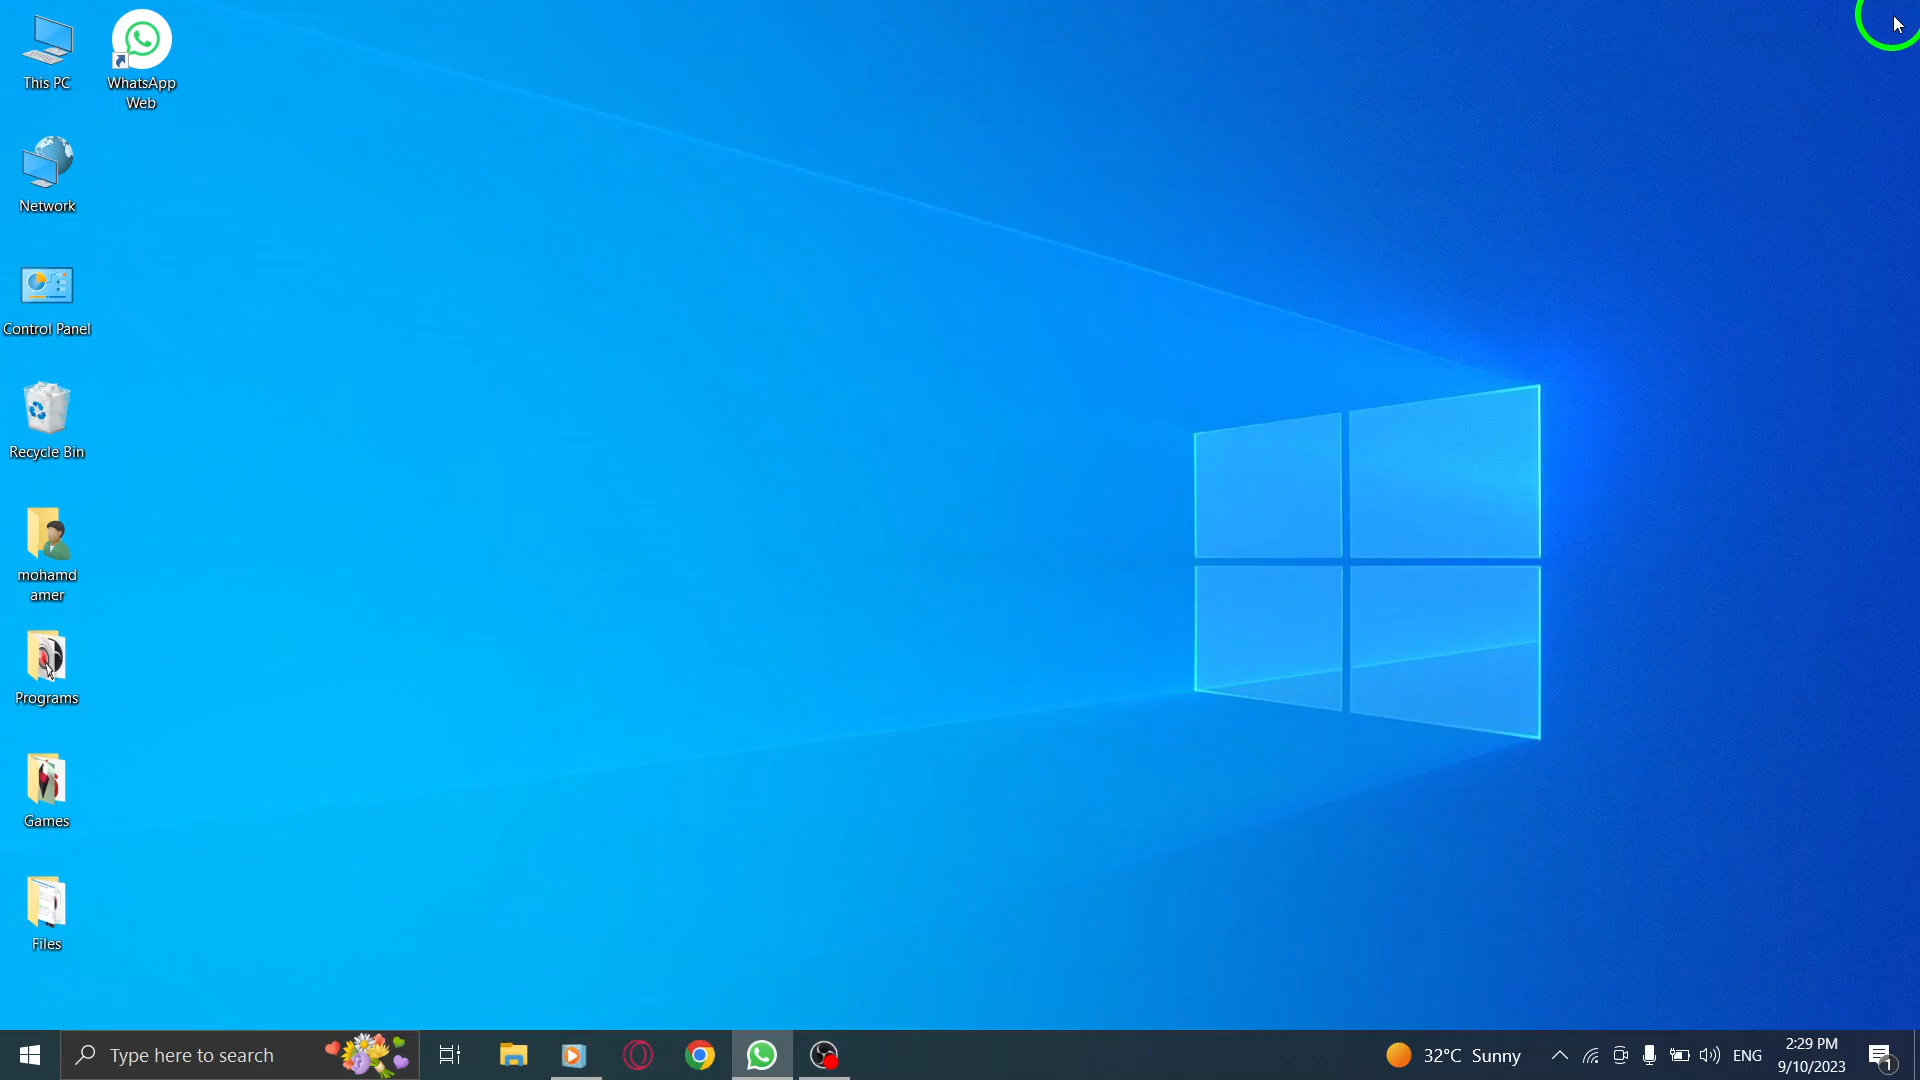 This PC
WhatsApp
Web
Network
Control Panel
Recycle Bin
mohamd
amer
Programs
Games
Files
Type here to search
32°C Sunny
ENG
2:29 PM
9/10/2023
1